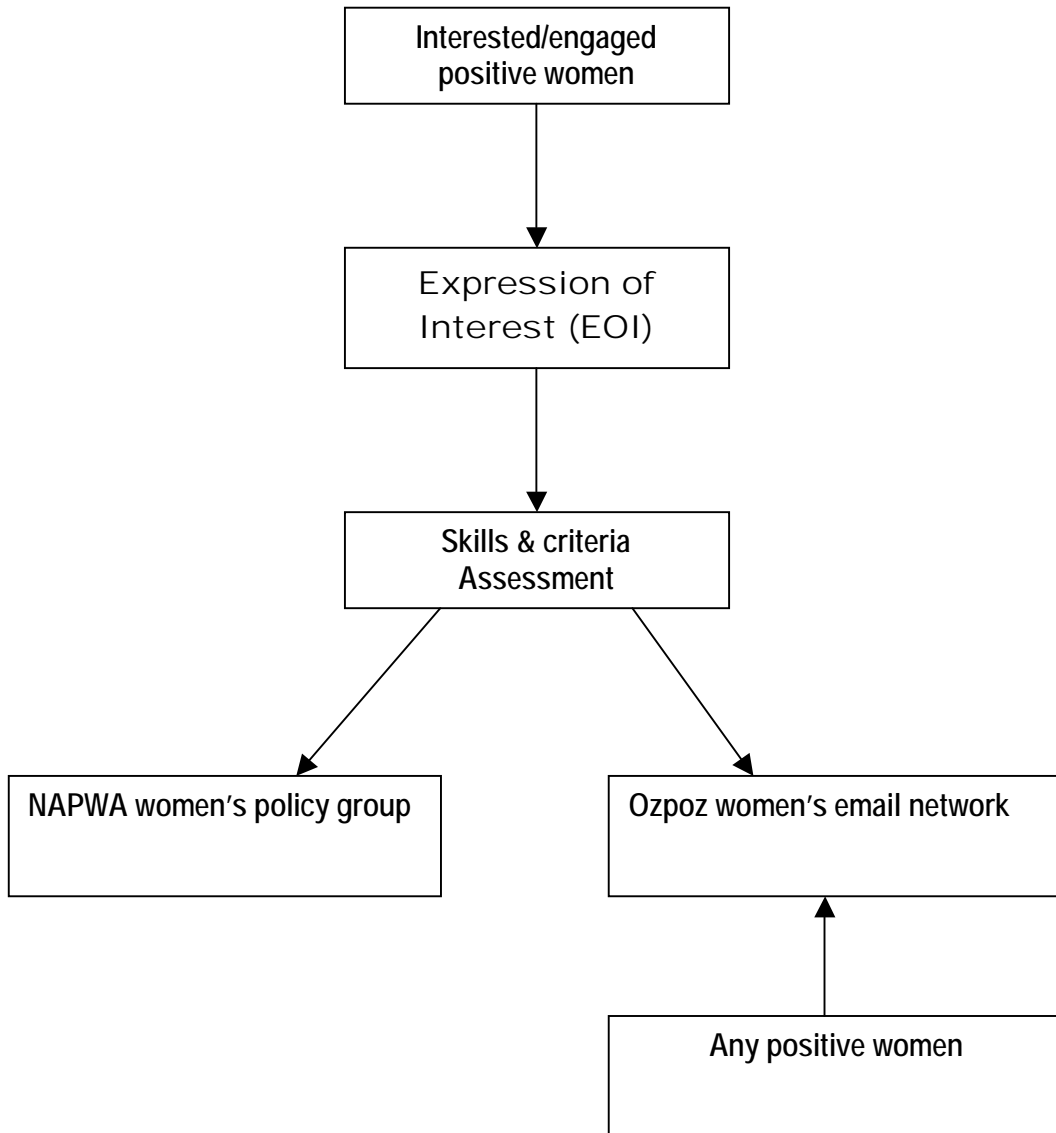 Interested/engaged
positive women
Expression of
Interest (EOI)
Skills & criteria
Assessment
NAPWA women's policy group
Ozpoz women's email network
Any positive women